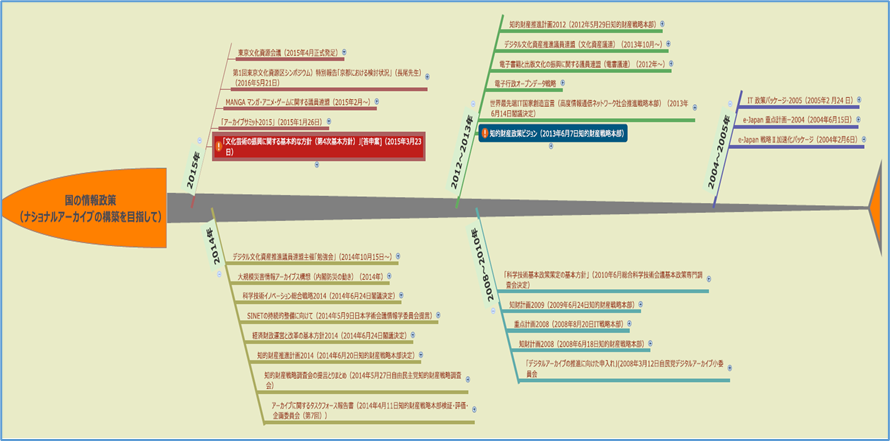 国の情報政策
（ナショナルアーカイブの構築を目指して）
2015年
東京文化資源会議（2015年4月正式発足）
第1回東京文化資源区シンポジウム）特別報告「京都における検討状況」（長尾先生）
（2016年5月21日）
MANGA マンガ・アニメ・ゲームに関する議員連盟（2015年2月～）
「アーカイブサミット2015」（2015年1月26日）
「文化芸術の振興に関する基本的な方針（第4次基本方針）」[答申案]（2015年3月23
日）
2012～2013年
知的財産推進計画2012（2012年5月29日知的財産戦略本部）
デジタル文化資産推進議員連盟（文化資産議連）（2013年10月～）
電子書籍と出版文化の振興に関する議員連盟（電書議連）（2012年～）
電子行政オープンデータ戦略
世界最先端IT国家創造宣言（高度情報通信ネットワーク社会推進戦略本部）（2013年
6月14日閣議決定）
知的財産政策ビジョン（2013年6月7日知的財産戦略本部）
2004～2005年
IT 政策パッケージ-2005（2005年2 月24 日）
e-Japan 重点計画－2004（2004年6月15日）
e-Japan 戦略Ⅱ加速化パッケージ（2004年2月6日）
2014年
デジタル文化資産推進議員連盟主催「勉強会」（2014年10月15日～）
大規模災害情報アーカイブス構想（内閣防災の動き）（2014年）
科学技術イノベーション総合戦略2014（2014年6月24日閣議決定）
SINETの持続的整備に向けて（2014年5月9日日本学術会議情報学委員会提言）
経済財政運営と改革の基本方針2014（2014年6月24日閣議決定）
知的財産推進計画2014（2014年6月20日知的財産戦略本部決定）
知的財産戦略調査会の提言とりまとめ（2014年5月27日自由民主党知的財産戦略調査
会）
アーカイブに関するタスクフォース報告書（2014年4月11日知的財産戦略本部検証・評価・
企画委員会（第7回））
2008～2010年
「科学技術基本政策策定の基本方針」（2010年6月総合科学技術会議基本政策専門調
査会決定）
知財計画2009（2009年6月24日知的財産戦略本部）
重点計画2008（2008年8月20日IT戦略本部）
知財計画2008（2008年6月18日知的財産戦略本部）
「デジタルアーカイブの推進に向けた申入れ」(2008年3月12日自民党デジタルアーカイブ小委
員会